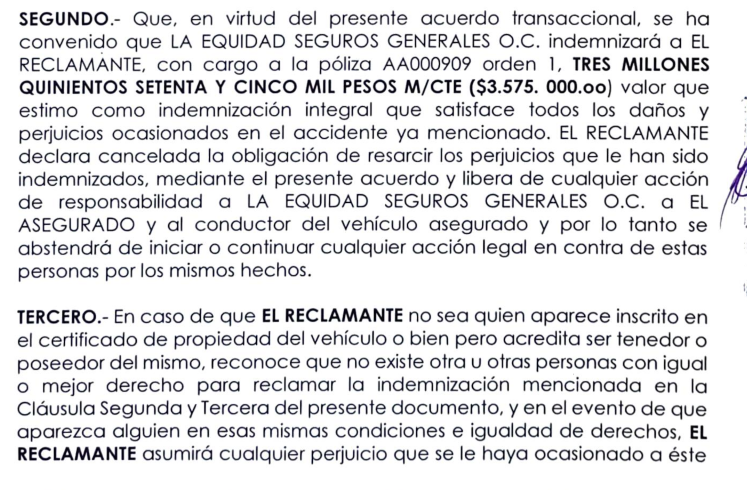 SEGUNDO.- Que, en virtud del presente acuerdo transaccional, se ha
convenido que LA EQUIDAD SEGUROS GENERALES O.C. indemnizará a EL
RECLAMANTE, con cargo a la póliza AA000909 orden 1, TRES MILLONES
QUINIENTOS SETENTA Y CINCO MIL PESOS M/CTE ($3.575. 000.oo) valor que
estimo como indemnización integral que satisface todos los daños y
perjuicios ocasionados en el accidente ya mencionado. EL RECLAMANTE
declara cancelada la obligación de resarcir los perjuicios que le han sido
indemnizados, mediante el presente acuerdo y libera de cualquier acción
de responsabilidad a LA EQUIDAD SEGUROS GENERALES O.C. a EL
ASEGURADO y al conductor del vehículo asegurado y por lo tanto se
abstendrá de iniciar o continuar cualquier acción legal en contra de estas
personas por los mismos hechos.
TERCERO.- En caso de que EL RECLAMANTE no sea quien aparece inscrito en
el certificado de propiedad del vehículo o bien pero acredita ser tenedor o
poseedor del mismo, reconoce que no existe otra u otras personas con igual
o mejor derecho para reclamar la indemnización mencionada en la
Cláusula Segunda y Tercera del presente documento, y en el evento de que
aparezca alguien en esas mismas condiciones e igualdad de derechos, EL
RECLAMANTE asumirá cualquier perjuicio que se le haya ocasionado a éste